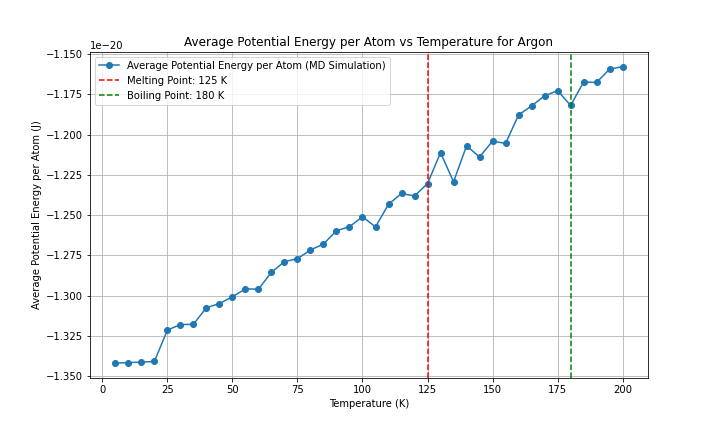 Average Potential Energy per Atom vs Temperature for Argon
1e−20
−1.150
−1.175
−1.200
−1.225
−1.250
−1.275
−1.300
−1.325
−1.350
Average Potential Energy per Atom (J)
Average Potential Energy per Atom (MD Simulation)
Melting Point: 125 K
Boiling Point: 180 K
0 25 50 75 100 125 150 175 200
Temperature (K)